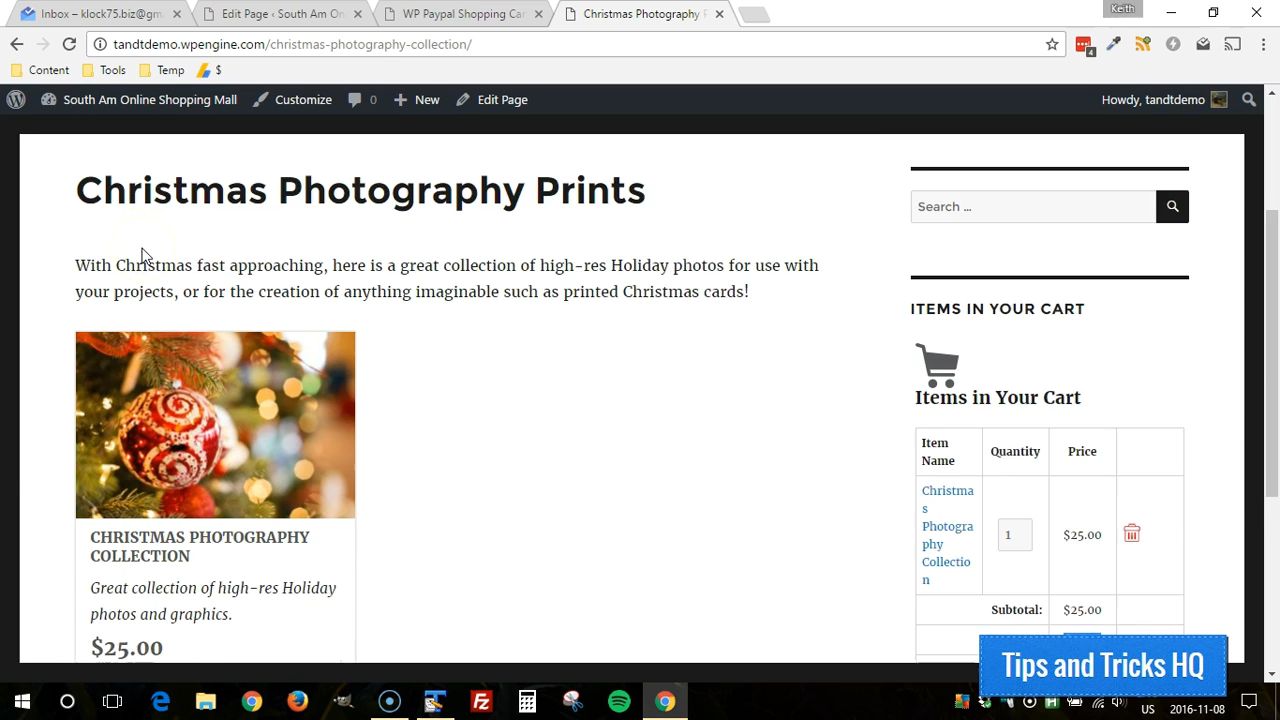 Inbox – klock75.biz@gm
Edit Page ‹ South Am On
WP Paypal Shopping Car
Christmas Photography P
Keith
tandtdemo.wpengine.com/christmas-photography-collection/
4
Content
Tools
Temp
$
South Am Online Shopping Mall
Customize
0
New
Edit Page
Howdy, tandtdemo
Christmas Photography Prints
With Christmas fast approaching, here is a great collection of high-res Holiday photos for use with
your projects, or for the creation of anything imaginable such as printed Christmas cards!
CHRISTMAS PHOTOGRAPHY
COLLECTION
Great collection of high-res Holiday
photos and graphics.
$25.00
Search ...
ITEMS IN YOUR CART
Items in Your Cart
Item
Name
Quantity
Price
Christma
s
Photogra
phy
Collectio
n
1
$25.00
Subtotal:
$25.00
Tips and Tricks HQ
US
2016-11-08